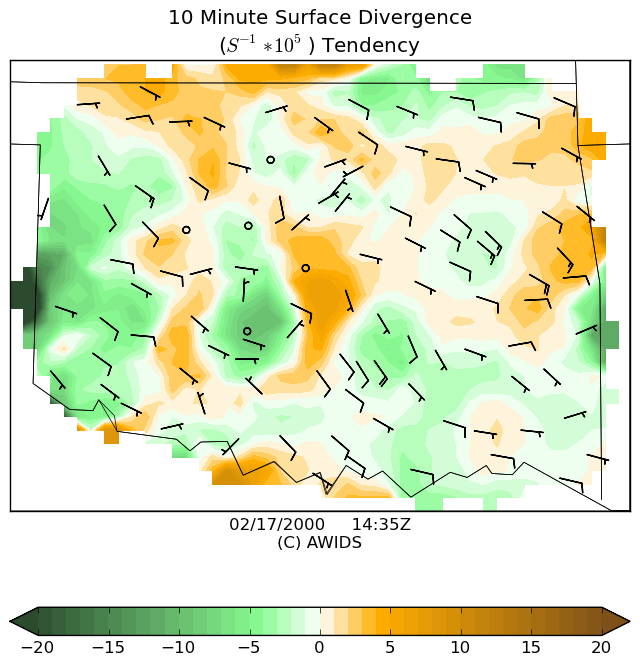 10 Minute Surface Divergence
(S⁻¹ *10⁵ ) Tendency
02/17/2000 14:35Z
(C) AWIDS
−20 −15 −10 −5 0 5 10 15 20